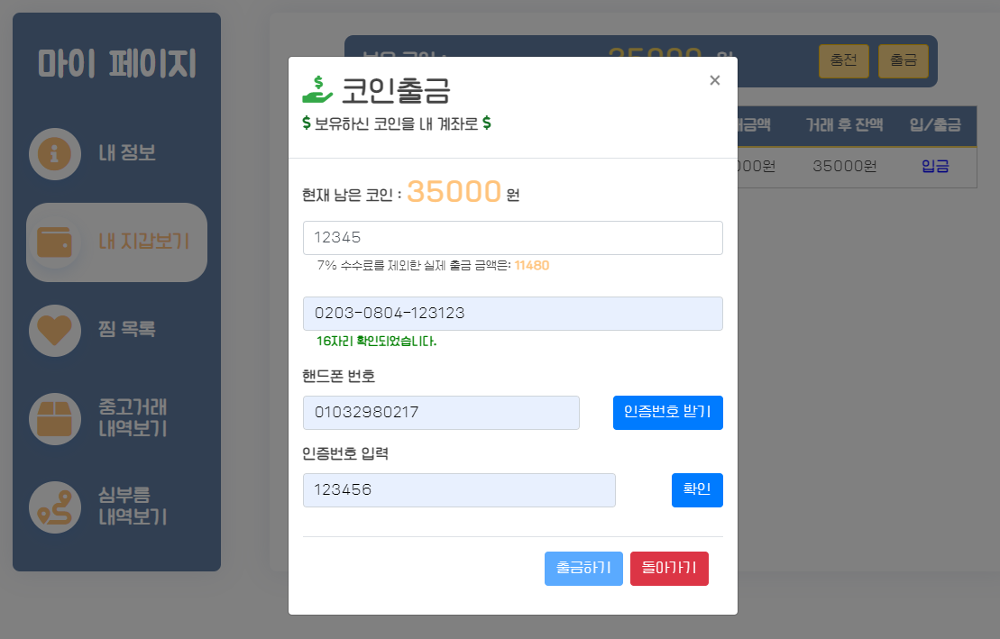 마이 페이지
내 정보
내 지갑보기
찜 목록
중고거래
내역보기
심부름
내역보기
35000 원
충전
출금
거래 후 잔액
입/출금
000원
35000원
입금
코인출금
×
$ 보유하신 코인을 내 계좌로 $
현재 남은 코인 : 35000 원
12345
7% 수수료를 제외한 실제 출금 금액은: 11480
0203-0804-123123
16자리 확인되었습니다.
핸드폰 번호
01032980217
인증번호 받기
인증번호 입력
123456
확인
출금하기
돌아가기